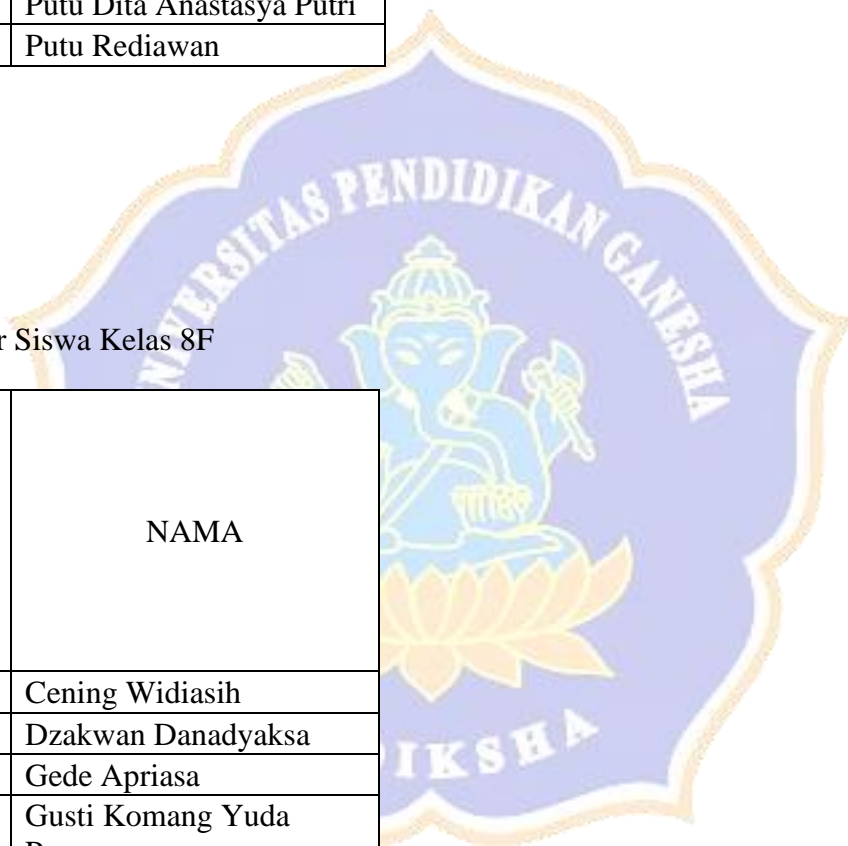 Putu Dita Anastasya Putri
Putu Rediawan
UNIVERSITAS PENDIDIKAN GANESHA
Siswa Kelas 8F
NAMA
Cening Widiasih
Dzakwan Danadyaksa
Gede Apriasa
Gusti Komang Yuda
DIKSHA